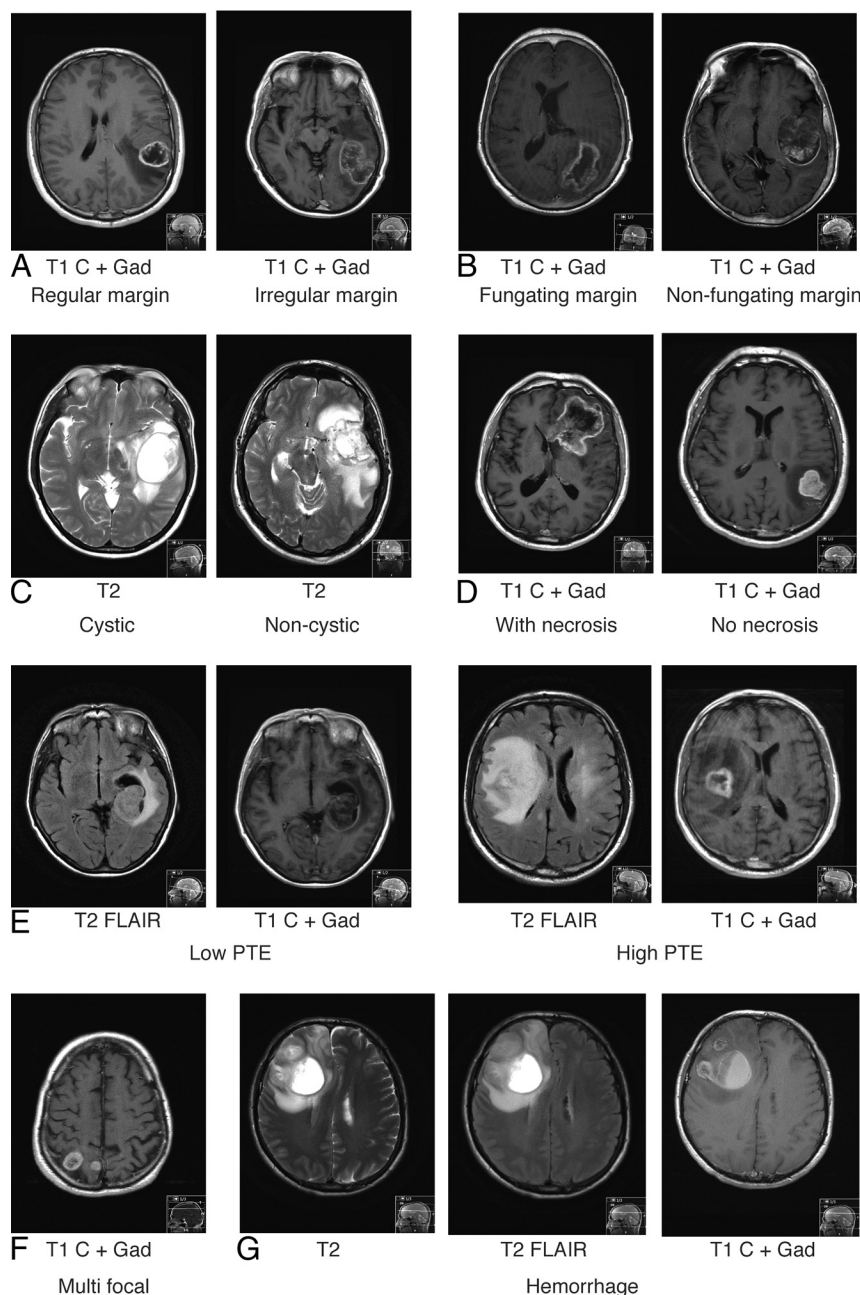 A T1 C + Gad T1 C + Gad B T1 C + Gad T1 C + Gad
Regular margin Irregular margin Fungating margin Non-fungating margin
C T2 T2 D T1 C + Gad T1 C + Gad
Cystic Non-cystic With necrosis No necrosis
E T2 FLAIR T1 C + Gad T2 FLAIR T1 C + Gad
Low PTE High PTE
F T1 C + Gad G T2 T2 FLAIR T1 C + Gad
Multi focal Hemorrhage